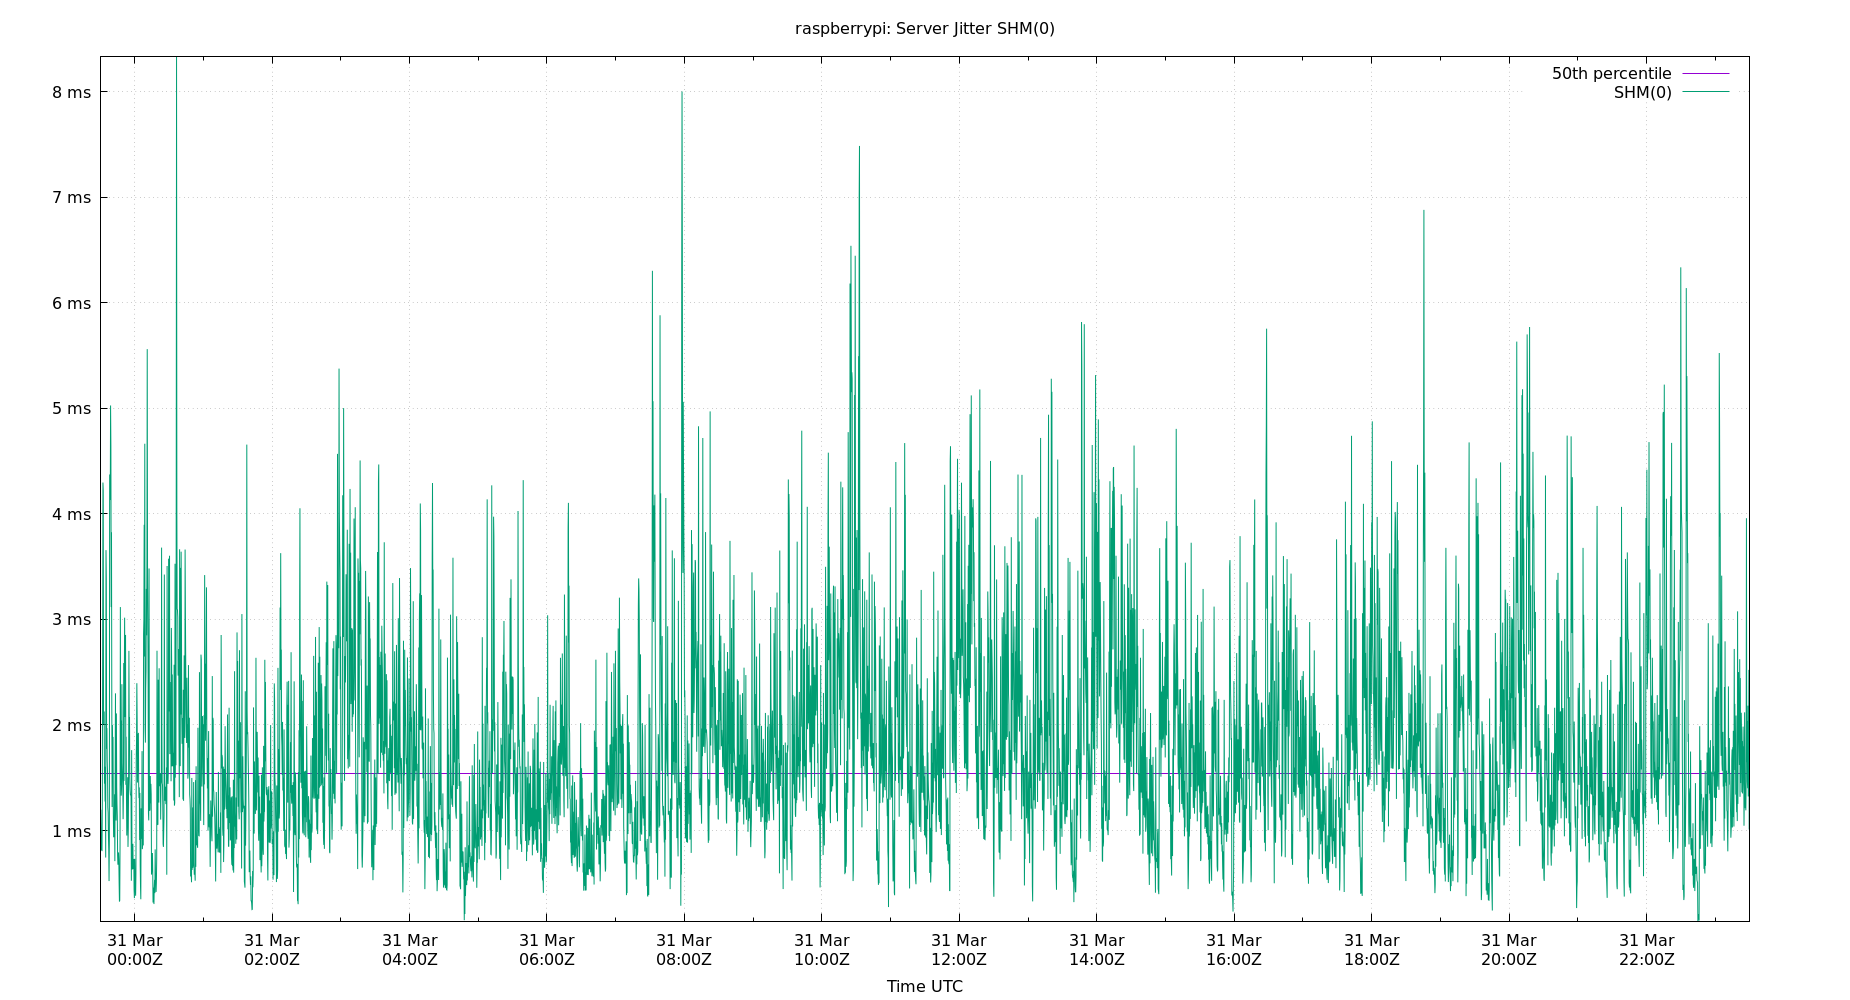 raspberrypi: Server Jitter SHM(0)
50th percentile
SHM(0)
8 ms
7 ms
6 ms
5 ms
4 ms
3 ms
2 ms
1 ms
31 Mar 31 Mar 31 Mar 31 Mar 31 Mar 31 Mar 31 Mar 31 Mar 31 Mar 31 Mar 31 Mar 31 Mar
00:00Z 02:00Z 04:00Z 06:00Z 08:00Z 10:00Z 12:00Z 14:00Z 16:00Z 18:00Z 20:00Z 22:00Z
Time UTC